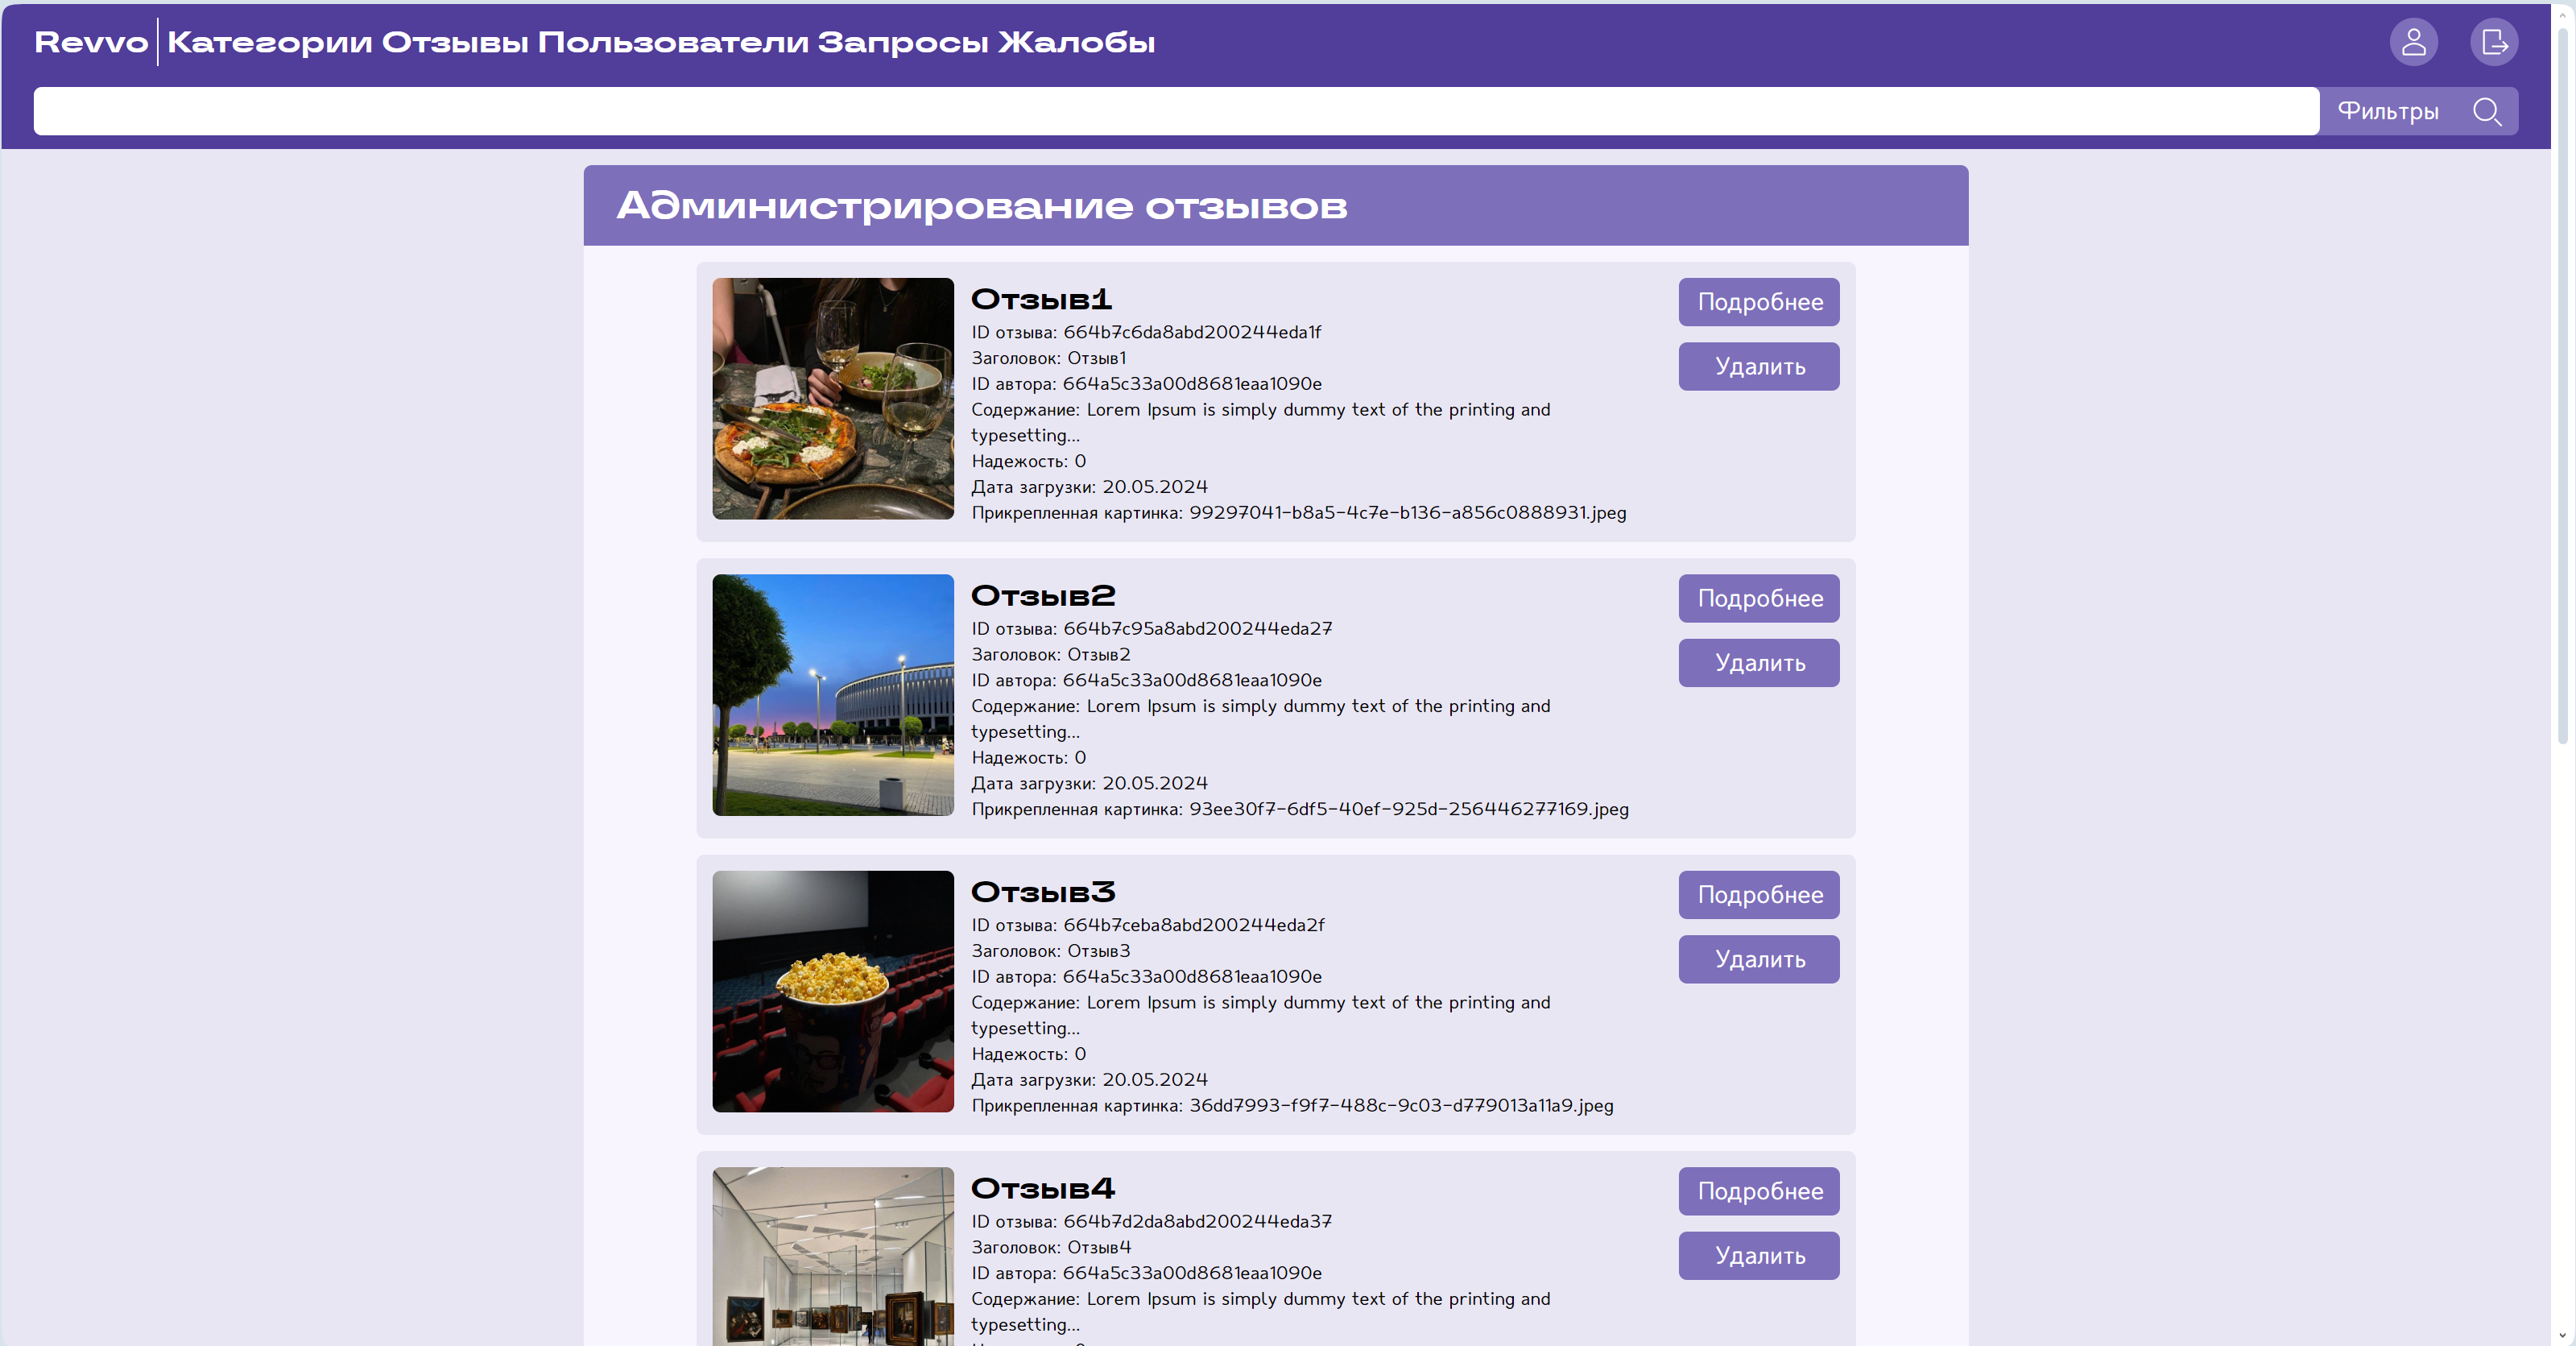 Revvo Категории Отзывы Пользователи Запросы Жалобы
Фильтры
Администрирование отзывов
Отзыв1
ID отзыва: 664b7c6da8abd200244eda1f
Заголовок: Отзыв1
ID автора: 664a5c33a00d8681eaa1090e
Содержание: Lorem Ipsum is simply dummy text of the printing and
typesetting...
Надежость: 0
Дата загрузки: 20.05.2024
Прикрепленная картинка: 99297041-b8a5-4c7e-b136-a856c0888931.jpeg
Подробнее
Удалить
Отзыв2
ID отзыва: 664b7c95a8abd200244eda27
Заголовок: Отзыв2
ID автора: 664a5c33a00d8681eaa1090e
Содержание: Lorem Ipsum is simply dummy text of the printing and
typesetting...
Надежость: 0
Дата загрузки: 20.05.2024
Прикрепленная картинка: 93ee30f7-6df5-40ef-925d-256446277169.jpeg
Подробнее
Удалить
Отзыв3
ID отзыва: 664b7ceba8abd200244eda2f
Заголовок: Отзыв3
ID автора: 664a5c33a00d8681eaa1090e
Содержание: Lorem Ipsum is simply dummy text of the printing and
typesetting...
Надежость: 0
Дата загрузки: 20.05.2024
Прикрепленная картинка: 36dd7993-f9f7-488c-9c03-d779013a11a9.jpeg
Подробнее
Удалить
Отзыв4
ID отзыва: 664b7d2da8abd200244eda37
Заголовок: Отзыв4
ID автора: 664a5c33a00d8681eaa1090e
Содержание: Lorem Ipsum is simply dummy text of the printing and
typesetting...
Подробнее
Удалить